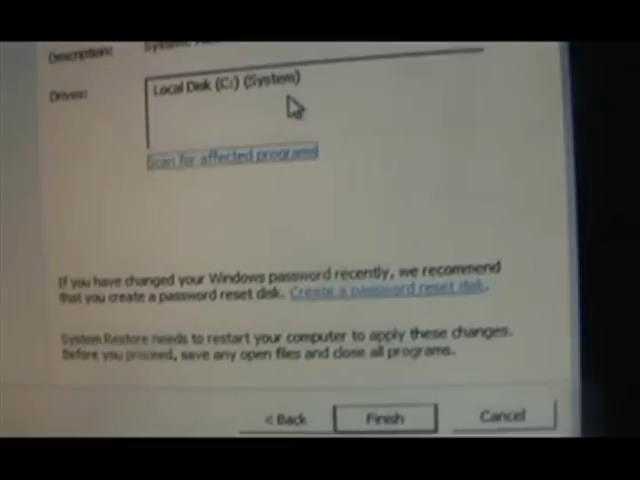 Description:
Drives:
Local Disk (C:) (System)
Scan for affected programs
If you have changed your Windows password recently, we recommend
that you create a password reset disk. Create a password reset disk.
System Restore needs to restart your computer to apply these changes.
Before you proceed, save any open files and close all programs.
< Back
Finish
Cancel